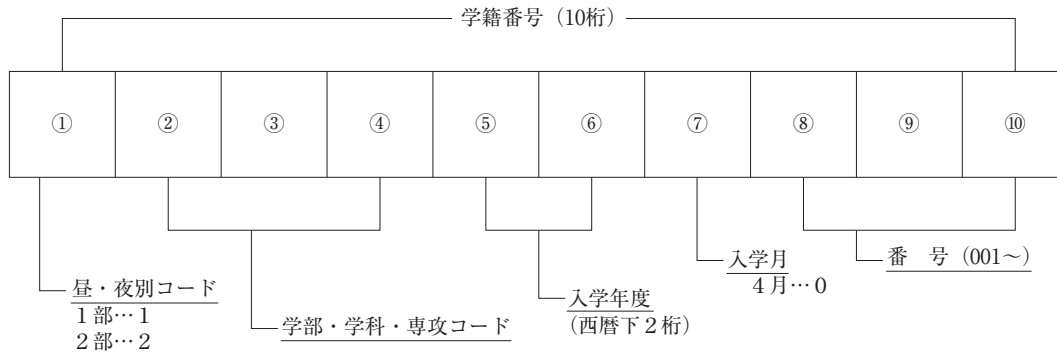 学籍番号（10桁）
① ② ③ ④ ⑤ ⑥ ⑦ ⑧ ⑨ ⑩
昼・夜別コード
１部…１
２部…２
学部・学科・専攻コード
入学年度
（西暦下２桁）
入学月
４月…０
番　号（001～）